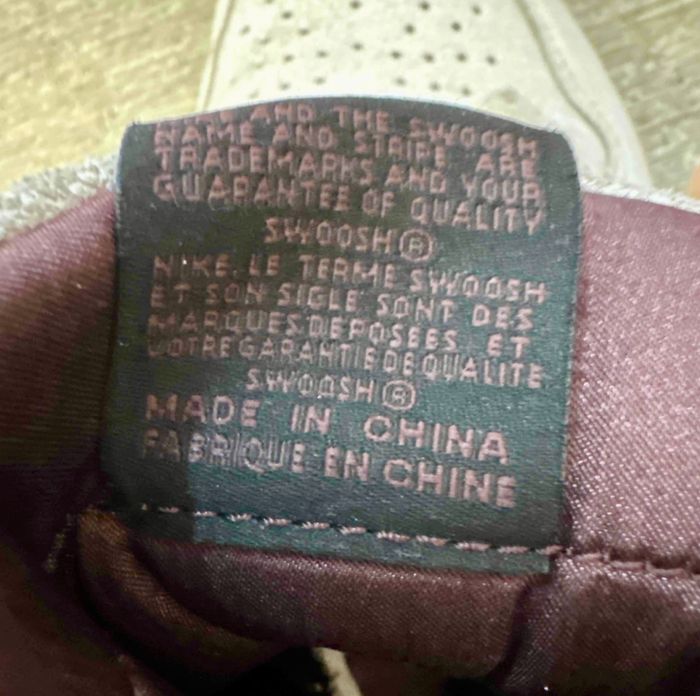 AND THE SWOOSH
NAME AND STRIPE ARE
TRADEMARKS AND YOUR
GUARANTEE OF QUALITY
SWOOSH®
NIKE. LE TERME SWOOSH
ET SON SIGLE SONT DES
MARQUES DEPOSEES ET
VOTRE GARANTIE DE QUALITE
SWOOSH®
MADE IN CHINA
FABRIQUE EN CHINE